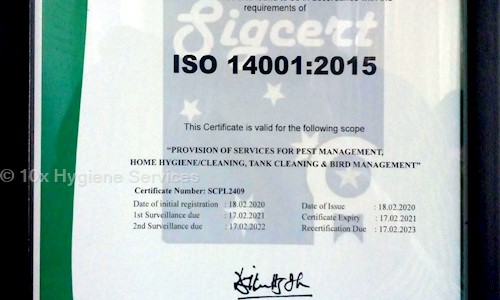 requirements of
Sigcert
ISO 14001:2015
This Certificate is valid for the following scope
"PROVISION OF SERVICES FOR PEST MANAGEMENT,
HOME HYGIENE/CLEANING, TANK CLEANING & BIRD MANAGEMENT"
© 10x Hygiene Services
Certificate Number: SCPL2409
Date of initial registration : 18.02.2020 Date of Issue : 18.02.2020
1st Surveillance due : 17.02.2021 Certificate Expiry : 17.02.2021
2nd Surveillance due : 17.02.2022 Recertification Due : 17.02.2023